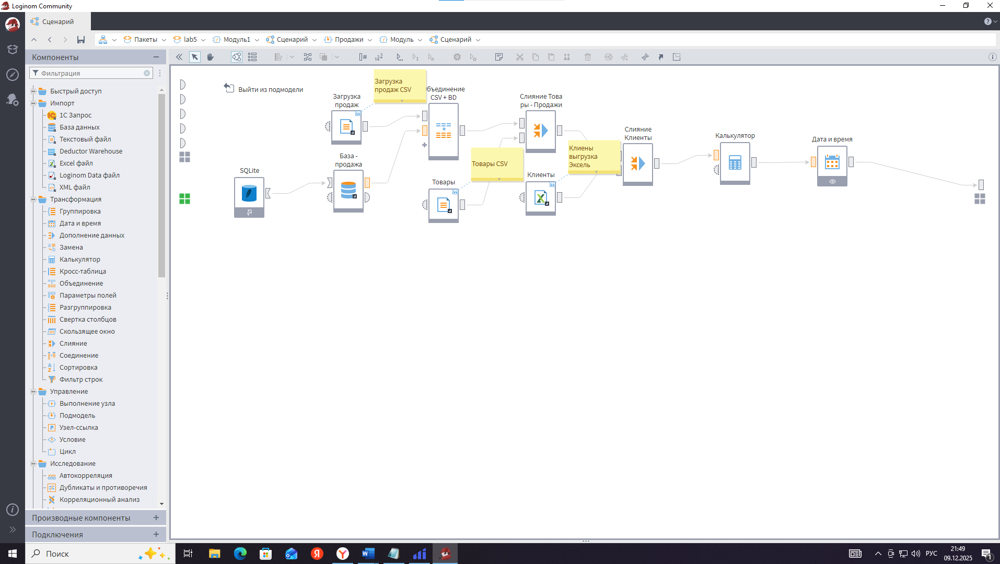 Loginom Community
Сценарий
Пакеты
lab5
Модуль1
Сценарий
Продажи
Модуль
Сценарий
Компоненты
Фильтрация
Быстрый доступ
Импорт
1С Запрос
База данных
Текстовый файл
Deductor Warehouse
Excel файл
Loginom Data файл
XML файл
Трансформация
Группировка
Дата и время
Дополнение данных
Замена
Калькулятор
Кросс-таблица
Объединение
Параметры полей
Разгруппировка
Свертка столбцов
Скользящее окно
Слияние
Соединение
Сортировка
Фильтр строк
Управление
Выполнение узла
Подмодель
Узел-ссылка
Условие
Цикл
Исследование
Автокорреляция
Дубликаты и противоречия
Корреляционный анализ
Производные компоненты
Подключения
Выйти из подмодели
Загрузка
продаж
Загрузка
продаж CSV
бъединение
CSV + BD
Слияние Това
ры - Продажи
SQLite
База -
продажа
Товары CSV
Товары
Клиены
выгрузка
Эксель
Клиенты
Слияние
Клиенты
Калькулятор
Дата и время
Поиск
РУС
21:49
09.12.2025
1